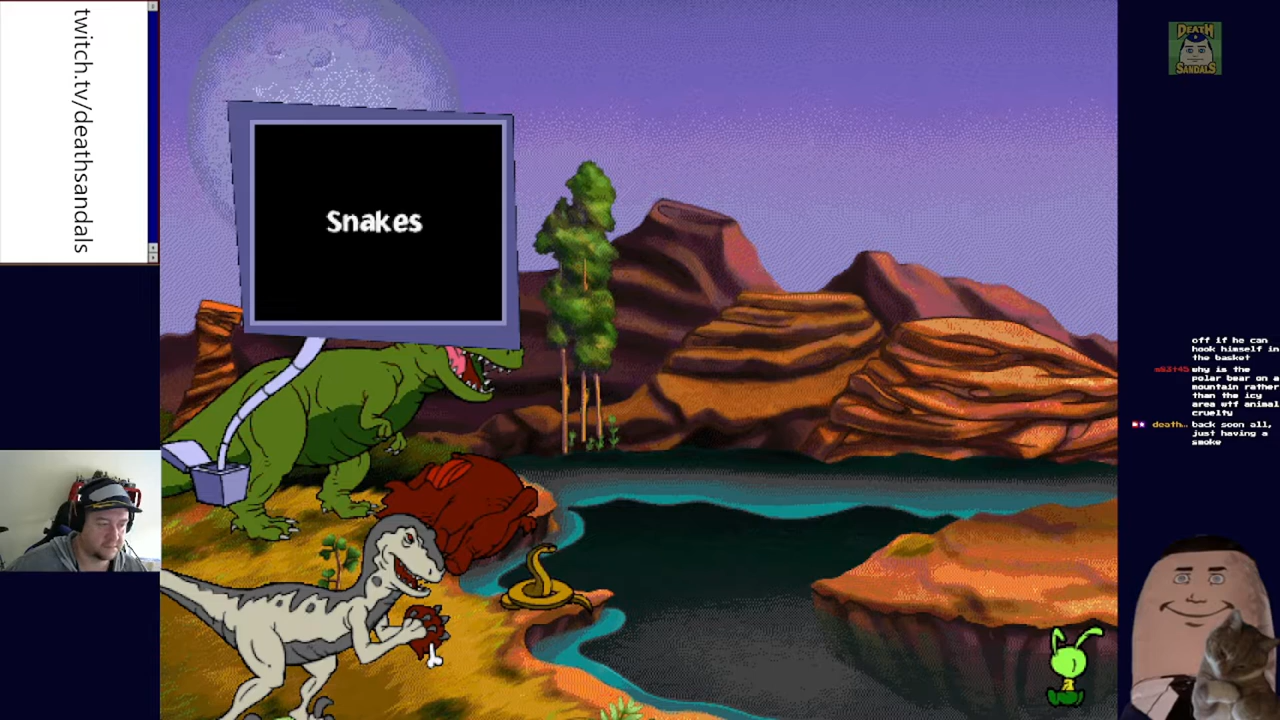 twitch.tv/deathsandals
Snakes
DEATH
SANDALS
off if he can
hook himself in
the basket
why is the
polar bear on a
mountain rather
than the icy
area wtf animal
cruelty
death... back soon all,
just having a
smoke